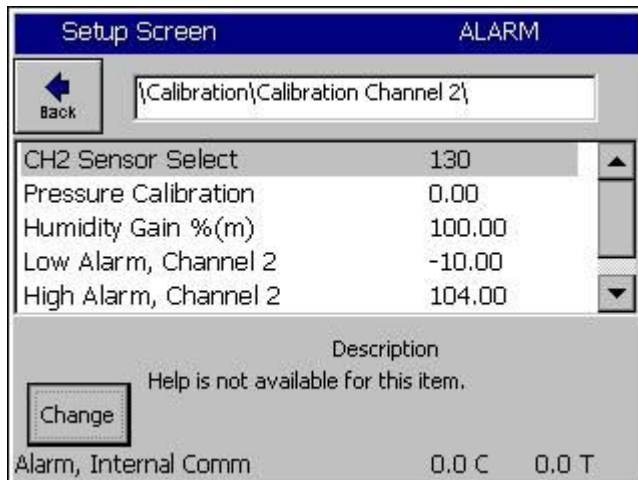 Setup Screen ALARM
Back
\Calibration\Calibration Channel 2\
CH2 Sensor Select 130
Pressure Calibration 0.00
Humidity Gain %(m) 100.00
Low Alarm, Channel 2 -10.00
High Alarm, Channel 2 104.00
Description
Help is not available for this item.
Change
Alarm, Internal Comm 0.0 C 0.0 T